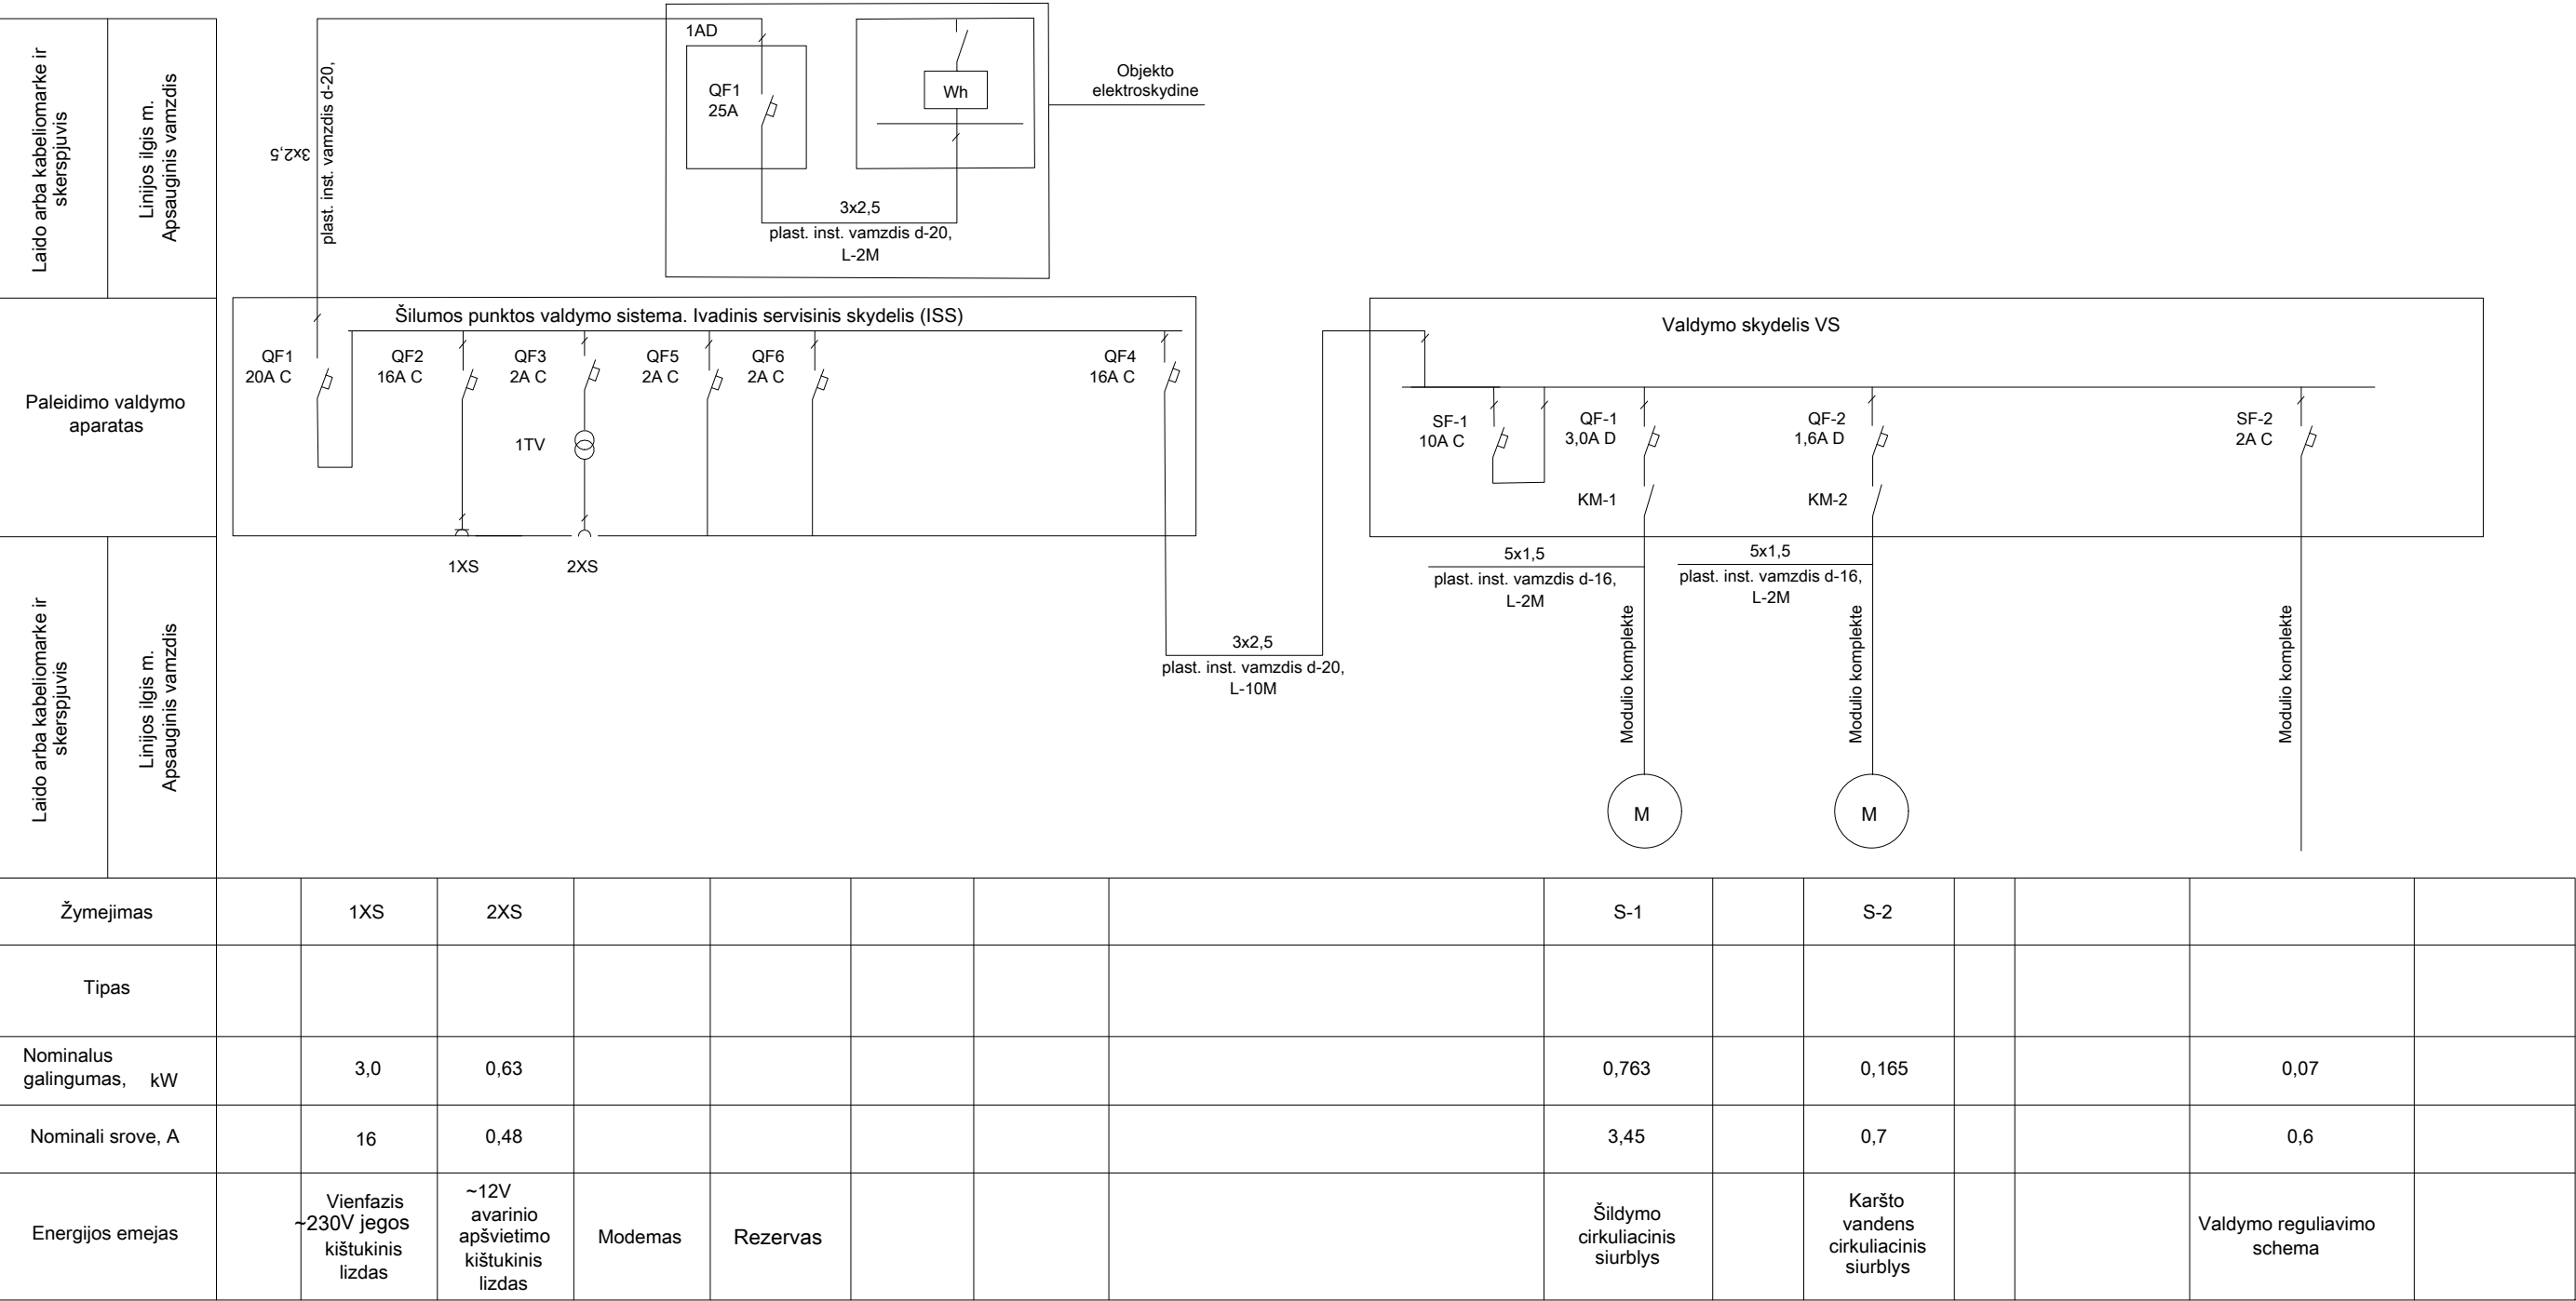 Laido arba kabeliomarke ir
skerspjuvis
Linijos ilgis m.
Apsauginis vamzdis
3x2,5
plast. inst. vamzdis d-20,
1AD
QF1
25A
Wh
Objekto
elektroskydine
3x2,5
plast. inst. vamzdis d-20,
L-2M
Paleidimo valdymo
aparatas
Šilumos punktos valdymo sistema. Ivadinis servisinis skydelis (ISS)
QF1
20A C
QF2
16A C
QF3
2A C
QF5
2A C
QF6
2A C
QF4
16A C
1TV
1XS
2XS
Valdymo skydelis VS
SF-1
10A C
QF-1
3,0A D
QF-2
1,6A D
SF-2
2A C
KM-1
KM-2
Laido arba kabeliomarke ir
skerspjuvis
Linijos ilgis m.
Apsauginis vamzdis
3x2,5
plast. inst. vamzdis d-20,
L-10M
5x1,5
plast. inst. vamzdis d-16,
L-2M
Modulio komplekte
5x1,5
plast. inst. vamzdis d-16,
L-2M
Modulio komplekte
Modulio komplekte
M
M
Žymejimas
1XS
2XS
S-1
S-2
Tipas
Nominalus
galingumas, kW
3,0
0,63
0,763
0,165
0,07
Nominali srove, A
16
0,48
3,45
0,7
0,6
Energijos emejas
Vienfazis
~230V jegos
kištukinis
lizdas
~12V
avarinio
apšvietimo
kištukinis
lizdas
Modemas
Rezervas
Šildymo
cirkuliacinis
siurblys
Karšto
vandens
cirkuliacinis
siurblys
Valdymo reguliavimo
schema